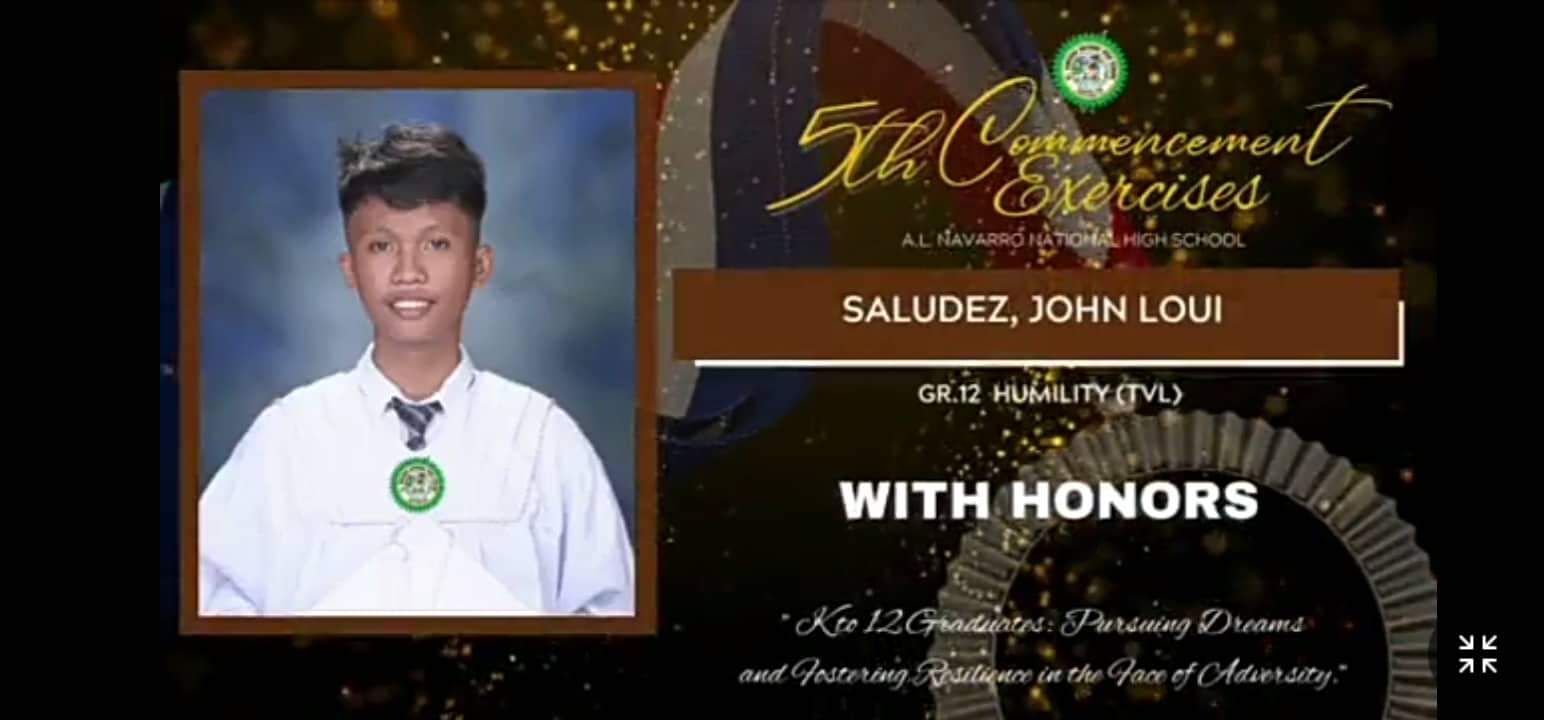 5th Commencement
Exercises
A.L. NAVARRO NATIONAL HIGH SCHOOL
SALUDEZ, JOHN LOUI
GR.12 HUMILITY (TVL)
WITH HONORS
"K to 12 Graduates: Pursuing Dreams
and Fostering Resilience in the Face of Adversity."